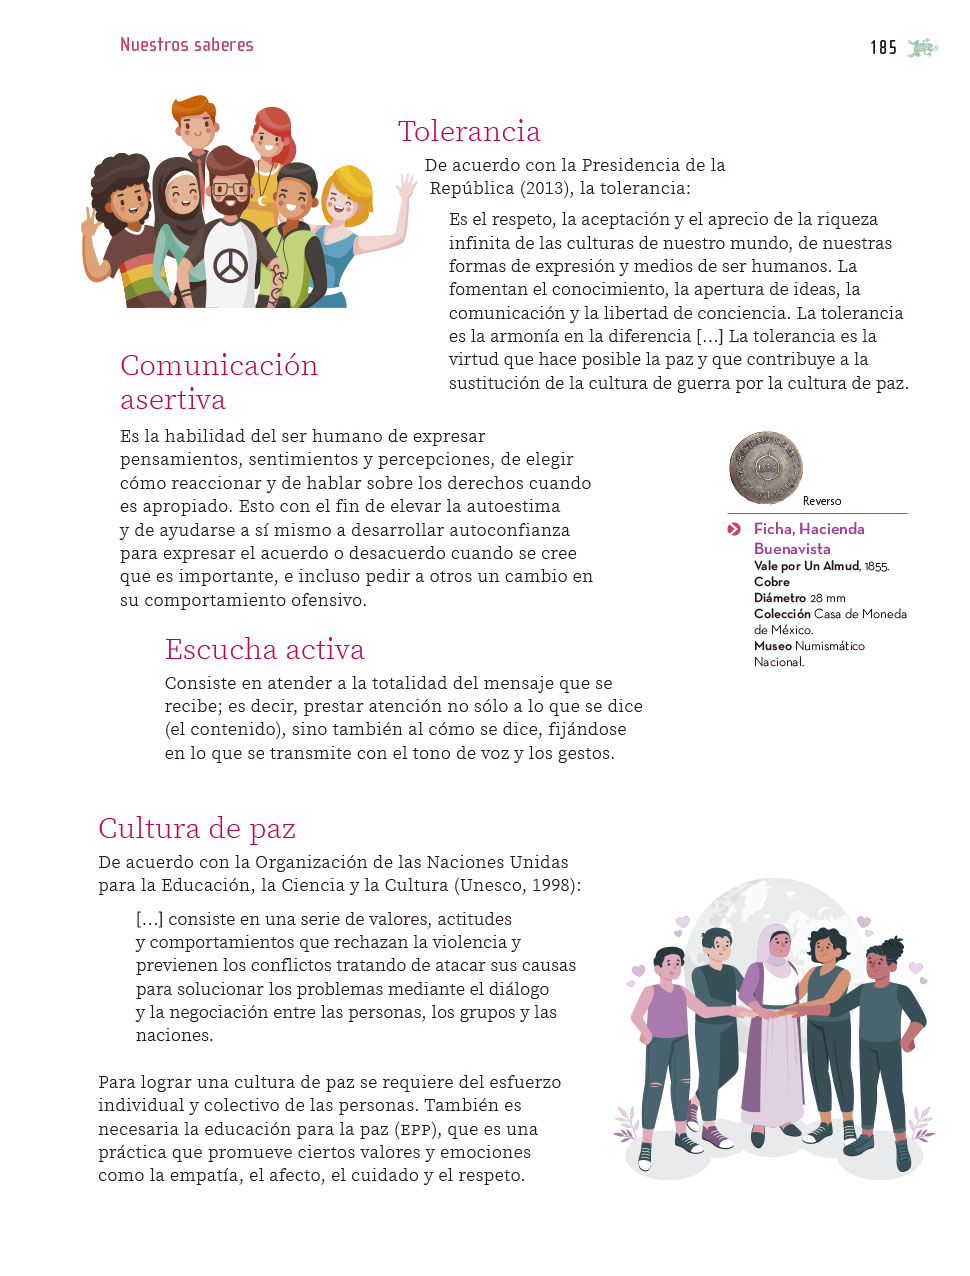 Nuestros saberes
185
Tolerancia
De acuerdo con la Presidencia de la
República (2013), la tolerancia:
Es el respeto, la aceptación y el aprecio de la riqueza
infinita de las culturas de nuestro mundo, de nuestras
formas de expresión y medios de ser humanos. La
fomentan el conocimiento, la apertura de ideas, la
comunicación y la libertad de conciencia. La tolerancia
es la armonía en la diferencia [...] La tolerancia es la
virtud que hace posible la paz y que contribuye a la
sustitución de la cultura de guerra por la cultura de paz.
Comunicación
asertiva
Es la habilidad del ser humano de expresar
pensamientos, sentimientos y percepciones, de elegir
cómo reaccionar y de hablar sobre los derechos cuando
es apropiado. Esto con el fin de elevar la autoestima
y de ayudarse a sí mismo a desarrollar autoconfianza
para expresar el acuerdo o desacuerdo cuando se cree
que es importante, e incluso pedir a otros un cambio en
su comportamiento ofensivo.
Reverso
Ficha, Hacienda
Buenavista
Vale por Un Almud, 1855.
Cobre
Diámetro 28 mm
Colección Casa de Moneda
de México.
Museo Numismático
Nacional.
Escucha activa
Consiste en atender a la totalidad del mensaje que se
recibe; es decir, prestar atención no sólo a lo que se dice
(el contenido), sino también al cómo se dice, fijándose
en lo que se transmite con el tono de voz y los gestos.
Cultura de paz
De acuerdo con la Organización de las Naciones Unidas
para la Educación, la Ciencia y la Cultura (Unesco, 1998):
[...] consiste en una serie de valores, actitudes
y comportamientos que rechazan la violencia y
previenen los conflictos tratando de atacar sus causas
para solucionar los problemas mediante el diálogo
y la negociación entre las personas, los grupos y las
naciones.
Para lograr una cultura de paz se requiere del esfuerzo
individual y colectivo de las personas. También es
necesaria la educación para la paz (EPP), que es una
práctica que promueve ciertos valores y emociones
como la empatía, el afecto, el cuidado y el respeto.